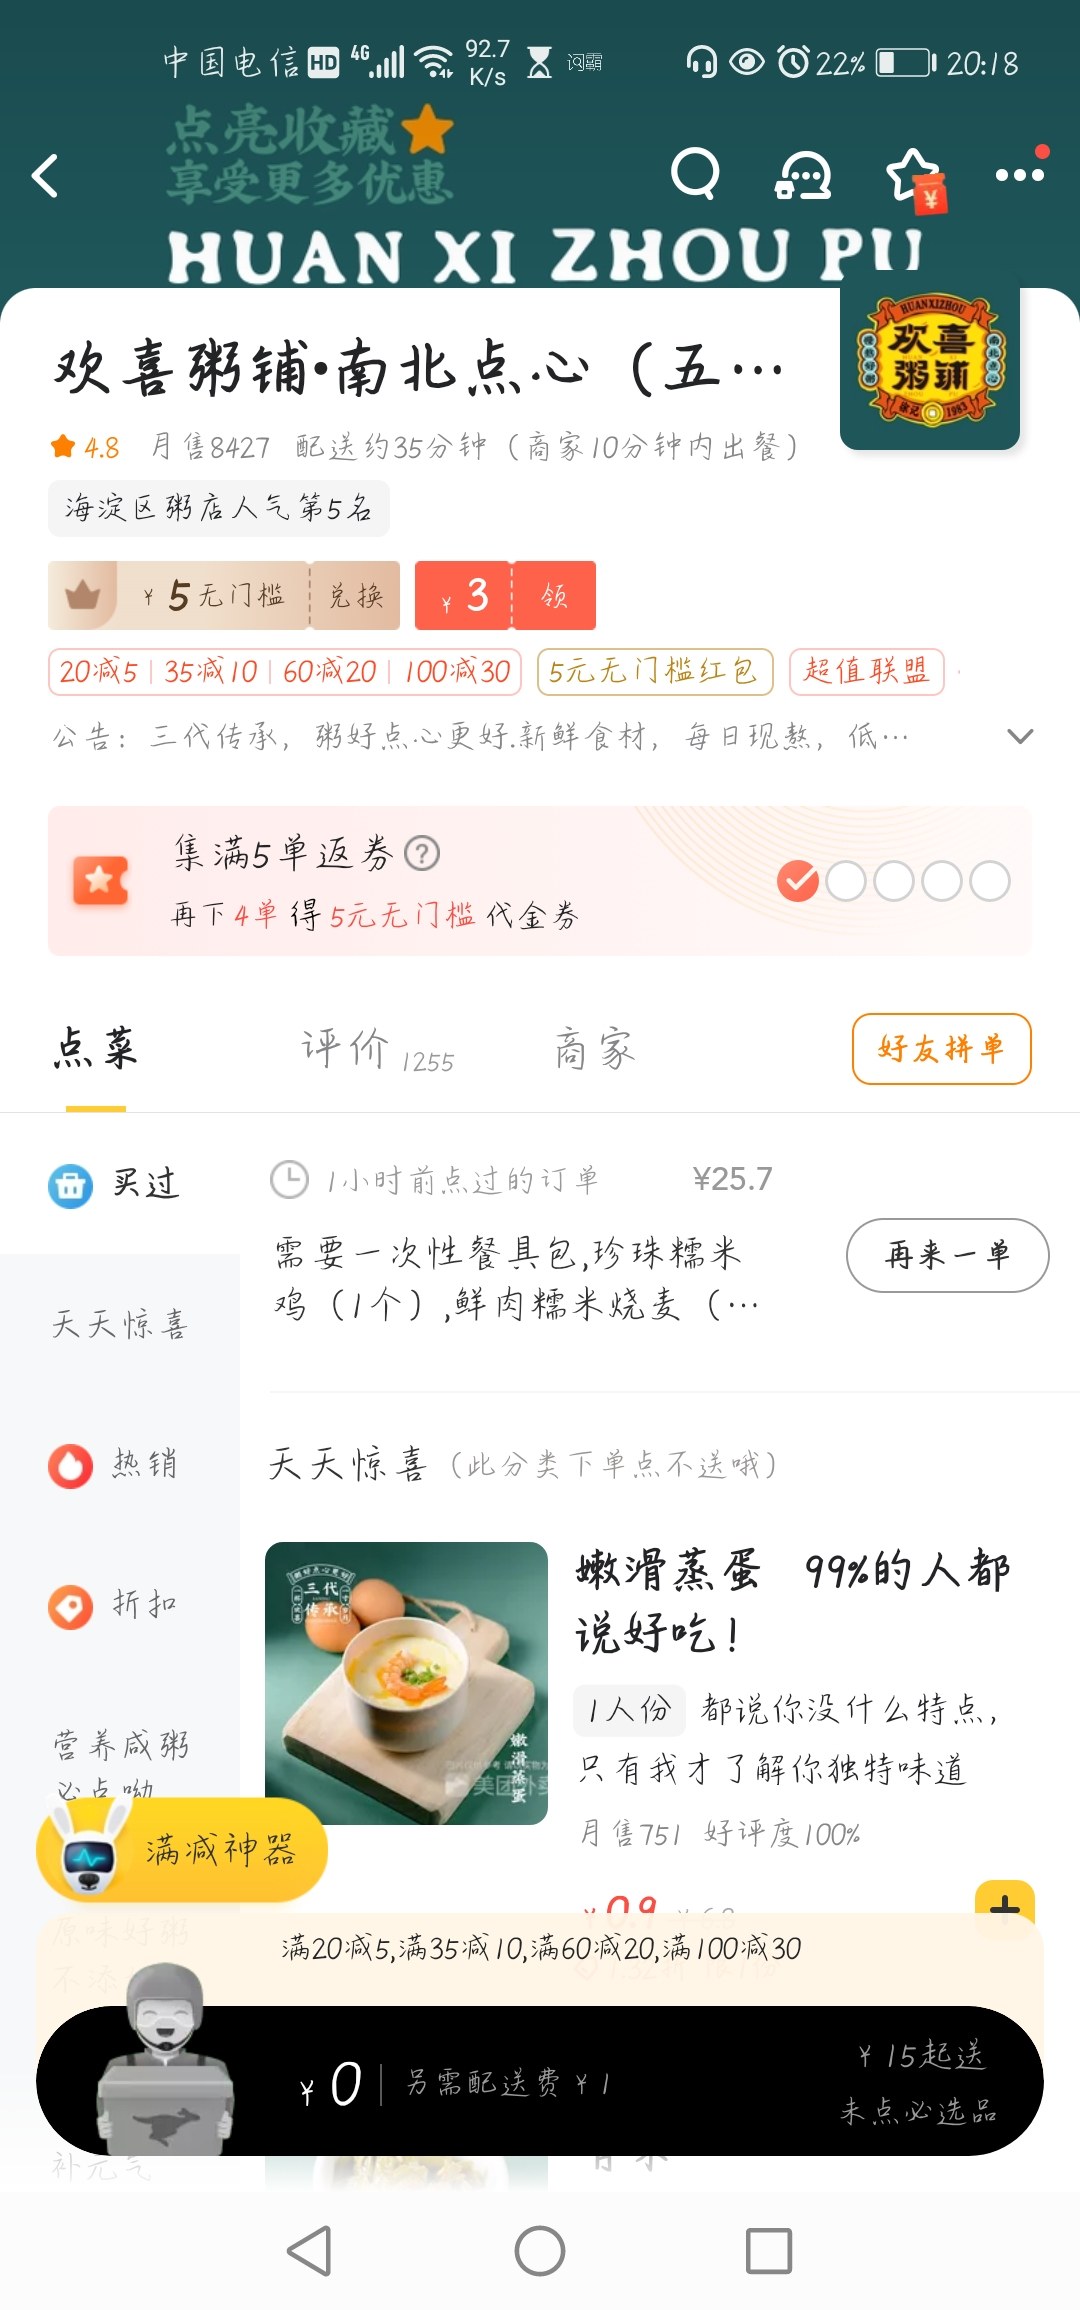 中国电信 HD 4G 92.7 K/s 22% 20:18
点亮收藏
享受更多优惠
HUAN XI ZHOU PU
欢喜粥铺•南北点心（五…
HUANXIZHOU
欢喜
粥铺
1983
4.8 月售8427 配送约35分钟（商家10分钟内出餐）
海淀区粥店人气第5名
¥5无门槛 兑换 ¥3 领
20减5 35减10 60减20 100减30 5元无门槛红包 超值联盟
公告：三代传承，粥好点心更好.新鲜食材，每日现熬，低…
集满5单返券?
再下4单得5元无门槛代金券
点菜 评价 1255 商家 好友拼单
买过
1小时前点过的订单 ¥25.7
需要一次性餐具包,珍珠糯米
鸡（1个）,鲜肉糯米烧麦（…
再来一单
天天惊喜
热销
折扣
营养咸粥
必点呦
天天惊喜（此分类下单点不送哦）
三代
传承
嫩滑蒸蛋
美团外卖
嫩滑蒸蛋 99%的人都
说好吃！
1人份 都说你没什么特点，
只有我才了解你独特味道
月售751 好评度100%
¥0.9
满减神器
原味好粥
满20减5,满35减10,满60减20,满100减30
¥0 另需配送费¥1
¥15起送
未点必选品
补元气